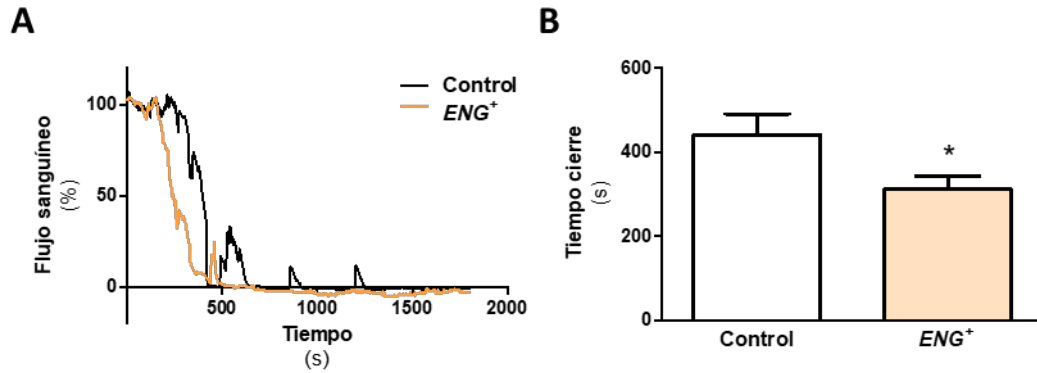 A
Control
ENG⁺
100
50
0
Flujo sanguíneo
(%)
500
1000
1500
2000
Tiempo
(s)
B
600
400
200
0
Tiempo cierre
(s)
*
Control
ENG⁺